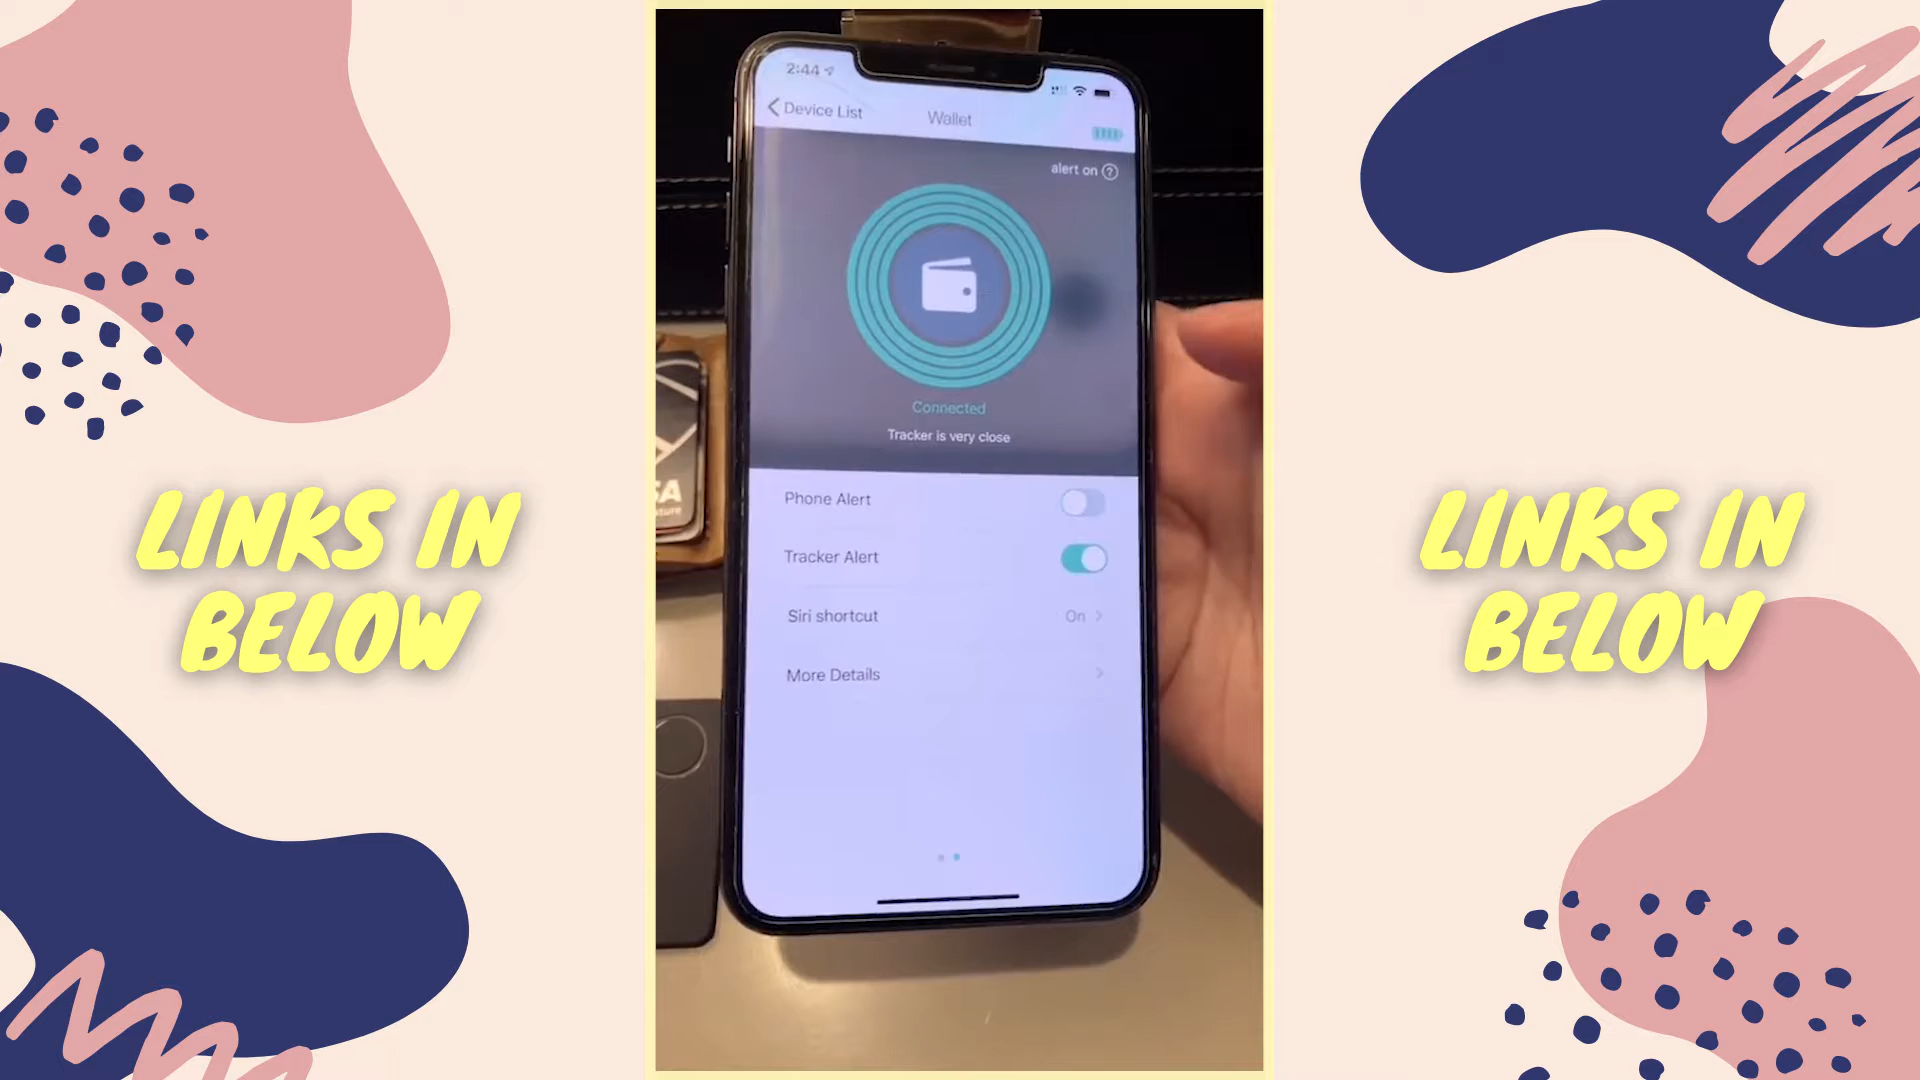 2:44
Device List
Wallet
alert on ?
Connected
Tracker is very close
Phone Alert
Tracker Alert
Siri shortcut
On
More Details
LINKS IN
BELOW
LINKS IN
BELOW